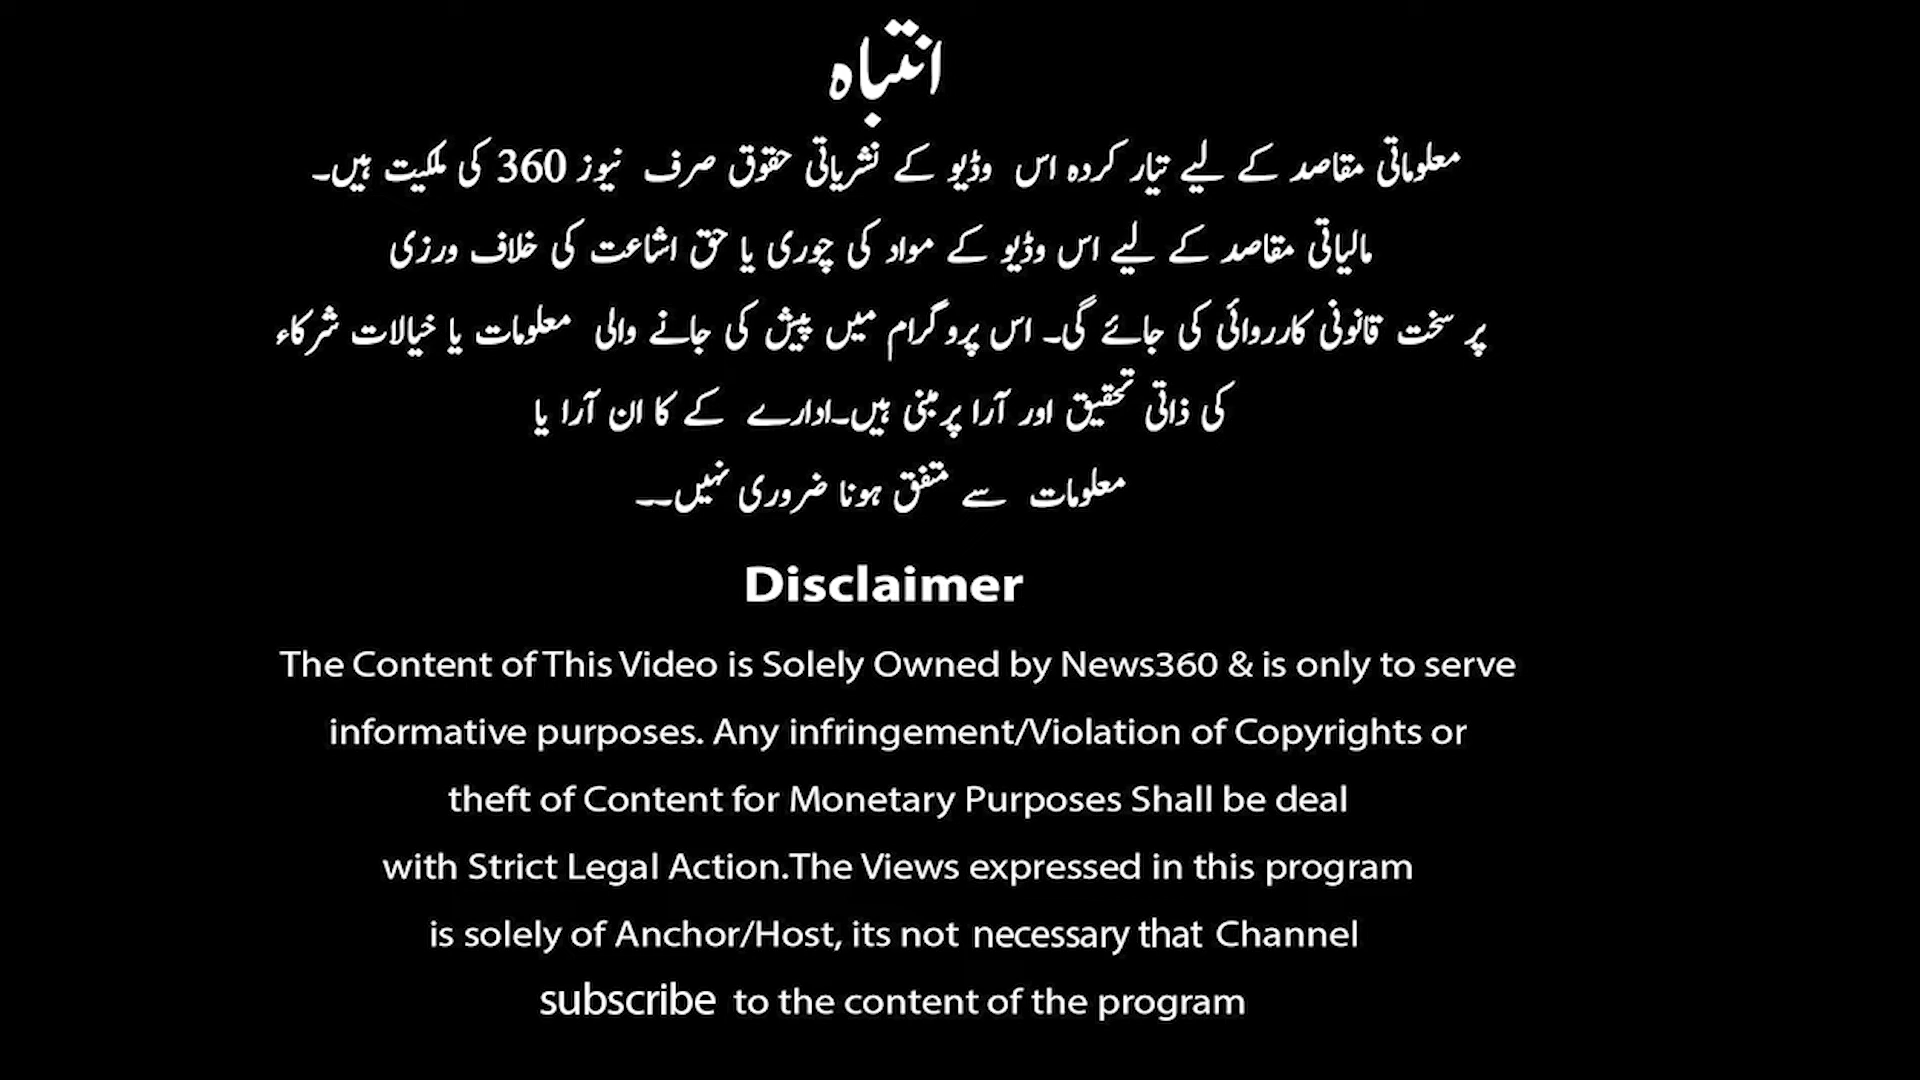 انتباہ
معلوماتی مقاصد کے لیے تیار کردہ اس وڈیو کے نشریاتی حقوق صرف نیوز 360 کی ملکیت ہیں۔
مالیاتی مقاصد کے لیے اس وڈیو کے مواد کی چوری یا حق اشاعت کی خلاف ورزی
پر سخت قانونی کارروائی کی جائے گی۔ اس پروگرام میں پیش کی جانے والی معلومات یا خیالات شرکاء
کی ذاتی تحقیق اور آرا پر مبنی ہیں۔ادارے کے کا ان آرا یا
معلومات سے متفق ہونا ضروری نہیں۔۔
Disclaimer
The Content of This Video is Solely Owned by News360 & is only to serve
informative purposes. Any infringement/Violation of Copyrights or
theft of Content for Monetary Purposes Shall be deal
with Strict Legal Action.The Views expressed in this program
is solely of Anchor/Host, its not necessary that Channel
subscribe to the content of the program